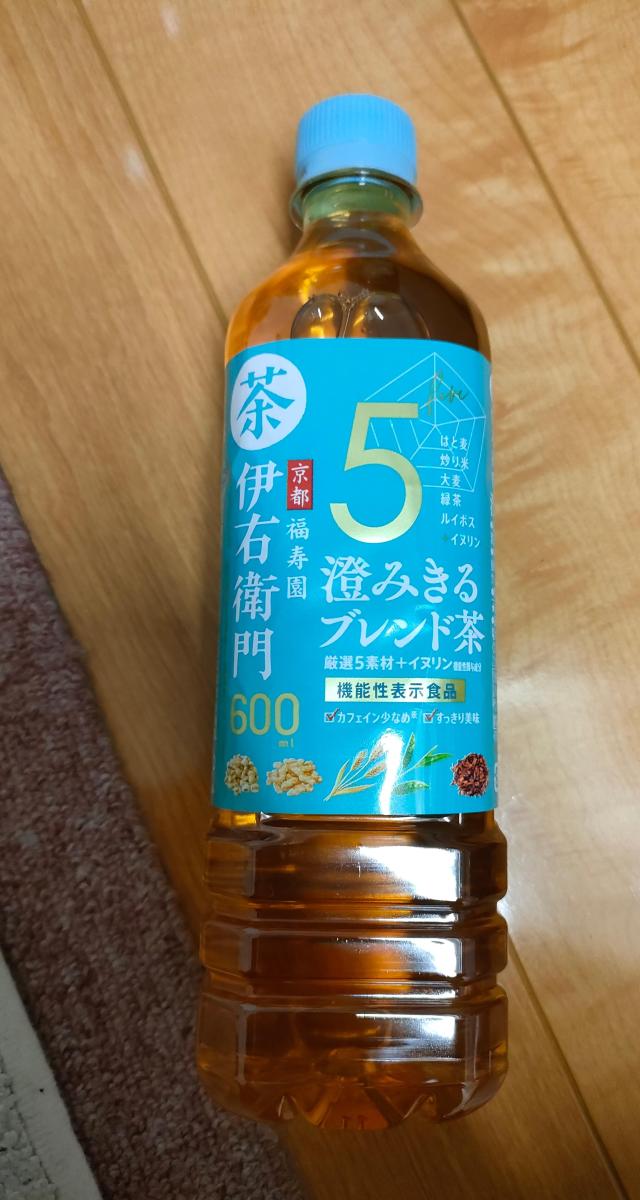 茶
京都
福寿園
伊右衛門
600
ml
five
5
はと麦
炒り米
大麦
緑茶
ルイボス
+イヌリン
澄みきる
ブレンド茶
厳選5素材+イヌリン
機能性表示食品
カフェイン少なめ※ すっきり美味